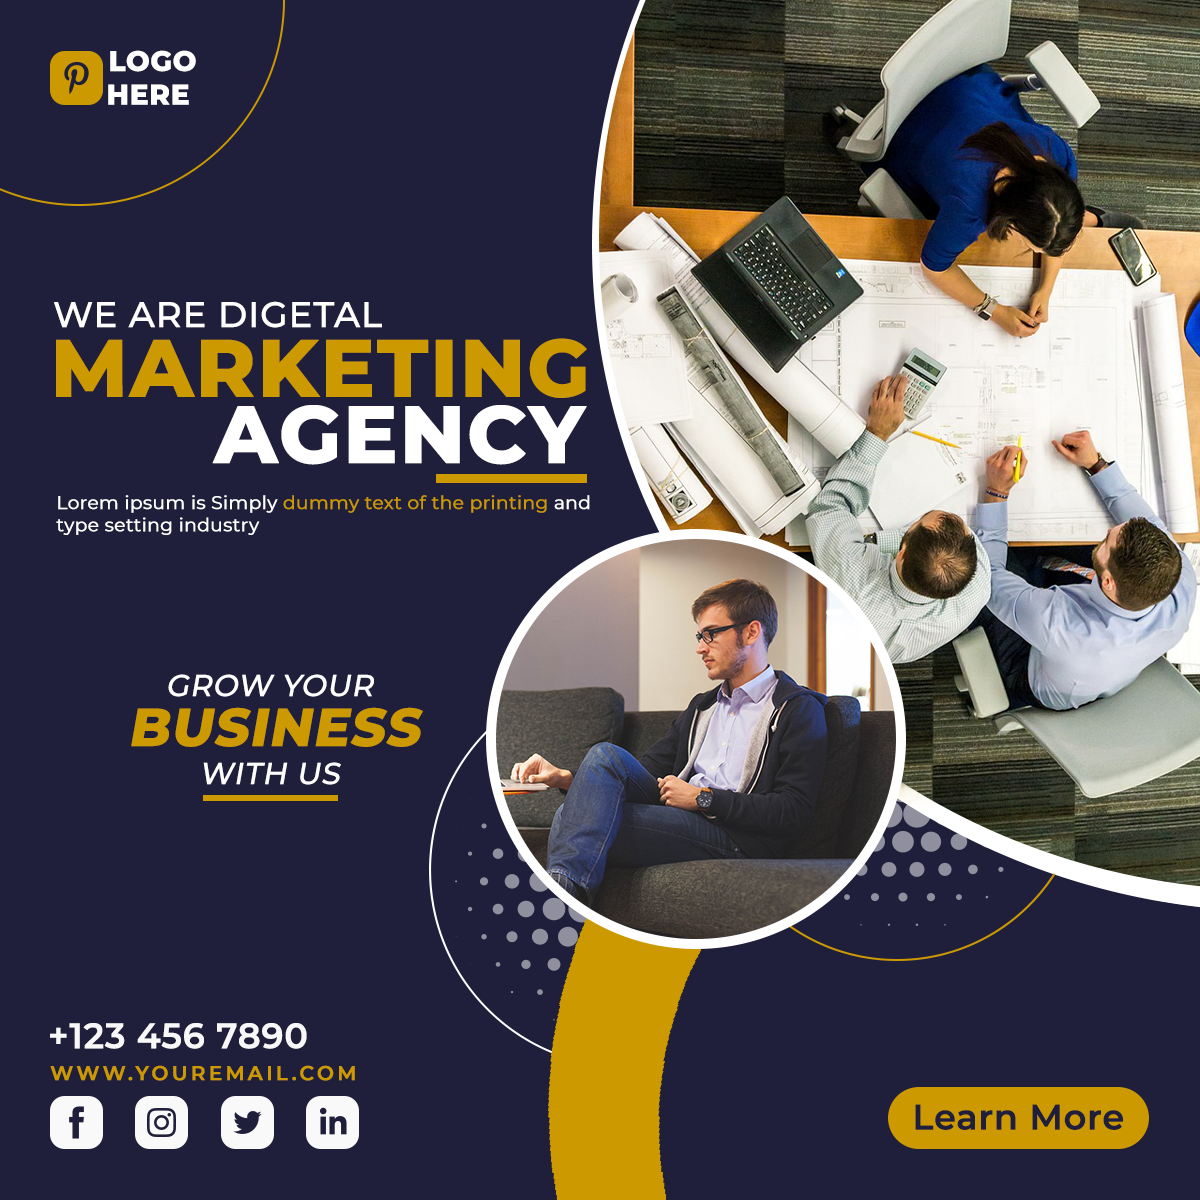 LOGO
HERE
WE ARE DIGETAL
MARKETING
AGENCY
Lorem ipsum is Simply dummy text of the printing and
type setting industry
GROW YOUR
BUSINESS
WITH US
+123 456 7890
WWW.YOUREMAIL.COM
Learn More